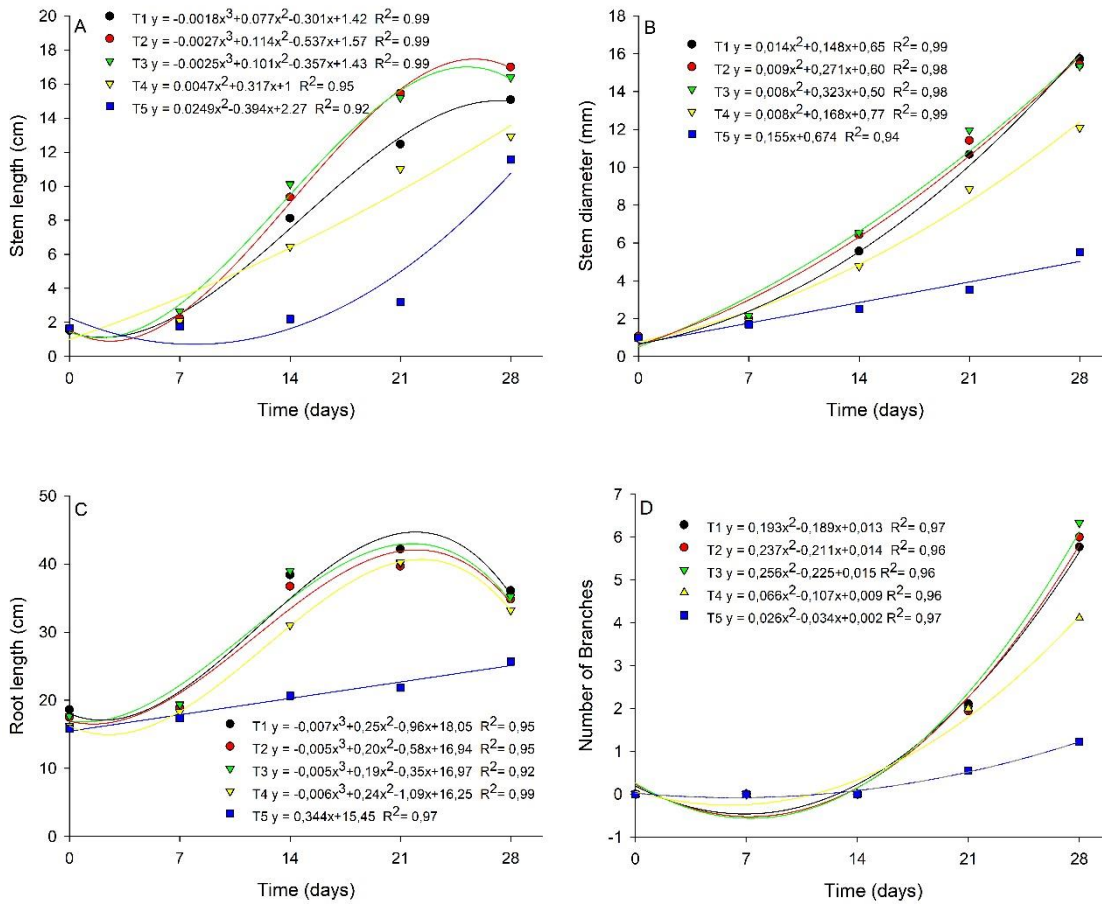 A
T1 y = -0.0018x³+0.077x²-0.301x+1.42 R²= 0.99
T2 y = -0.0027x³+0.114x²-0.537x+1.57 R²= 0.99
T3 y = -0.0025x³+0.101x²-0.357x+1.43 R²= 0.99
T4 y = 0.0047x²+0.317x+1 R²= 0.95
T5 y = 0.0249x²-0.394x+2.27 R²= 0.92
Stem length (cm)
20
18
16
14
12
10
8
6
4
2
0
0 7 14 21 28
Time (days)
B
T1 y = 0,014x²+0,148x+0,65 R²= 0,99
T2 y = 0,009x²+0,271x+0,60 R²= 0,98
T3 y = 0,008x²+0,323x+0,50 R²= 0,98
T4 y = 0,008x²+0,168x+0,77 R²= 0,99
T5 y = 0,155x+0,674 R²= 0,94
Stem diameter (mm)
18
16
14
12
10
8
6
4
2
0
0 7 14 21 28
Time (days)
C
T1 y = -0,007x³+0,25x²-0,96x+18,05 R²= 0,95
T2 y = -0,005x³+0,20x²-0,58x+16,94 R²= 0,95
T3 y = -0,005x³+0,19x²-0,35x+16,97 R²= 0,92
T4 y = -0,006x³+0,24x²-1,09x+16,25 R²= 0,99
T5 y = 0,344x+15,45 R²= 0,97
Root length (cm)
50
40
30
20
10
0
0 7 14 21 28
Time (days)
D
T1 y = 0,193x²-0,189x+0,013 R²= 0,97
T2 y = 0,237x²-0,211x+0,014 R²= 0,96
T3 y = 0,256x²-0,225x+0,015 R²= 0,96
T4 y = 0,066x²-0,107x+0,009 R²= 0,96
T5 y = 0,026x²-0,034x+0,002 R²= 0,97
Number of Branches
7
6
5
4
3
2
1
0
-1
0 7 14 21 28
Time (days)